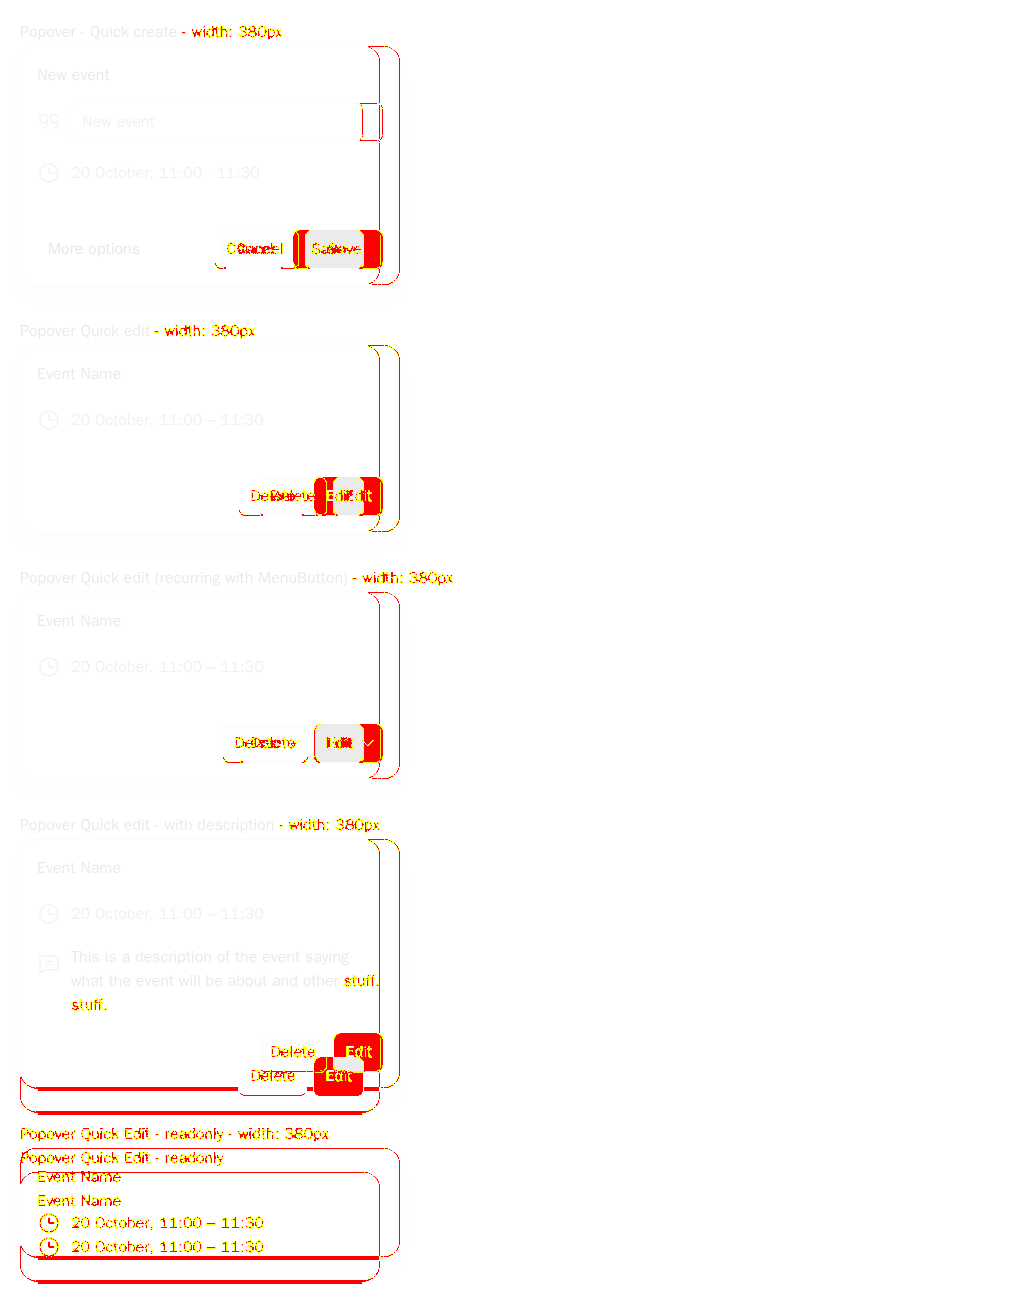 Popover - Quick create - width: 380px
New event
New event
20 October, 11:00 - 11:30
More options Cancel Save
Popover Quick edit - width: 380px
Event Name
20 October, 11:00 – 11:30
Delete Edit Edit
Popover Quick edit (recurring with MenuButton) - width: 380px
Event Name
20 October, 11:00 – 11:30
Delete Edit
Popover Quick edit - with description - width: 380px
Event Name
20 October, 11:00 – 11:30
This is a description of the event saying
what the event will be about and other stuff.
stuff.
Delete Edit
Delete Edit
Popover Quick Edit - readonly - width: 380px
Popover Quick Edit - readonly
Event Name
Event Name
20 October, 11:00 – 11:30
20 October, 11:00 – 11:30